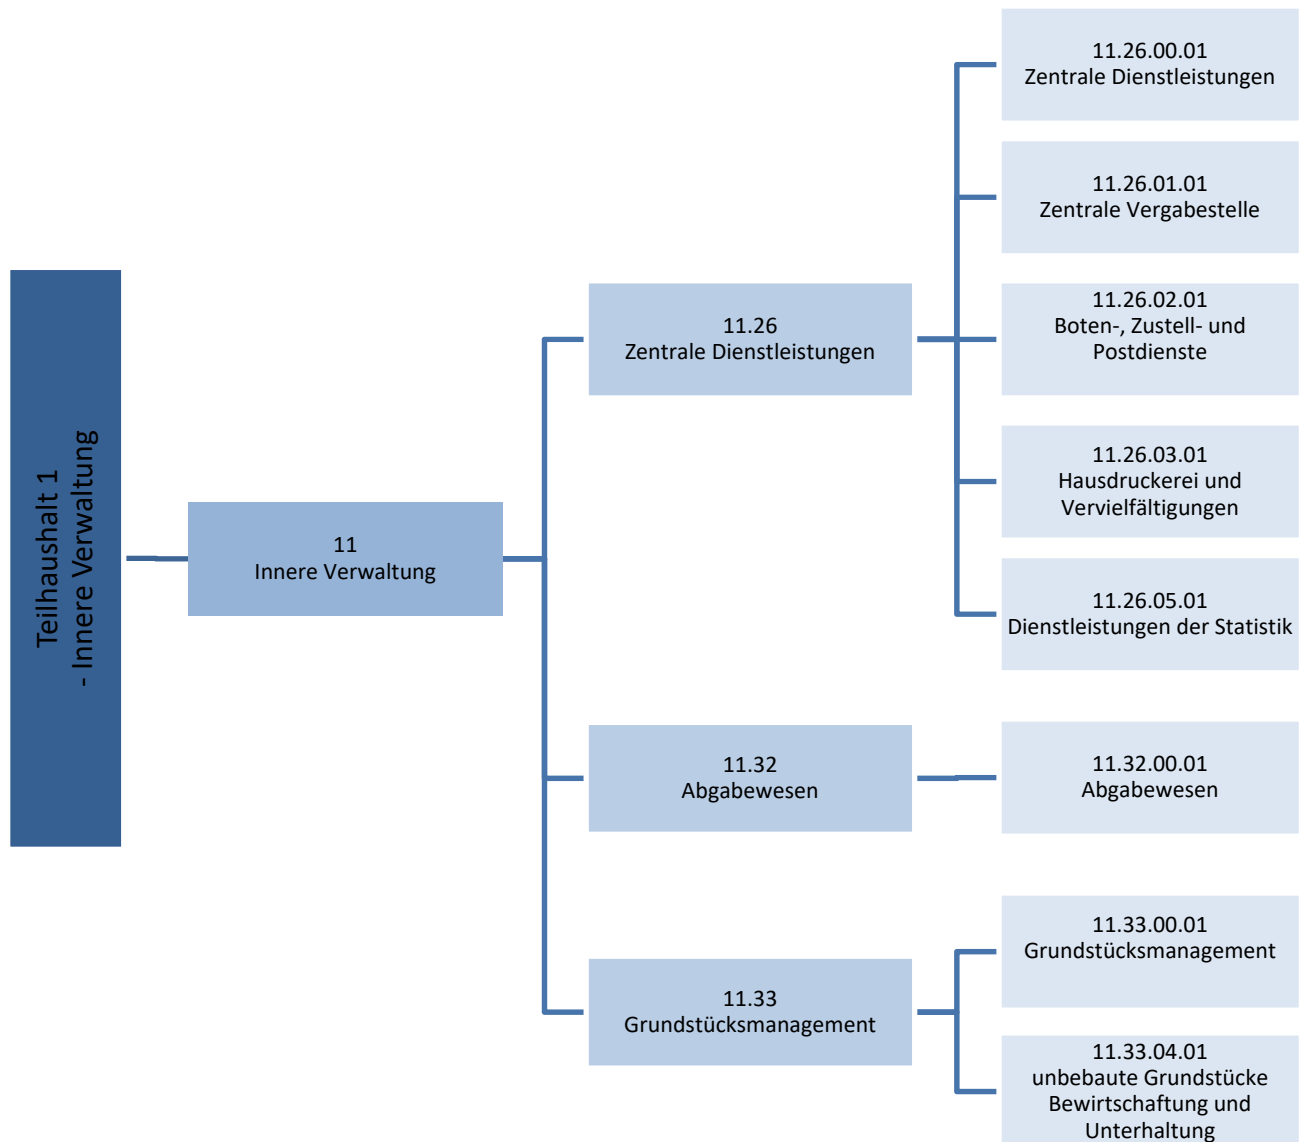 Teilhaushalt 1
- Innere Verwaltung
11
Innere Verwaltung
11.26
Zentrale Dienstleistungen
11.26.00.01
Zentrale Dienstleistungen
11.26.01.01
Zentrale Vergabestelle
11.26.02.01
Boten-, Zustell- und
Postdienste
11.26.03.01
Hausdruckerei und
Vervielfältigungen
11.26.05.01
Dienstleistungen der Statistik
11.32
Abgabewesen
11.32.00.01
Abgabewesen
11.33
Grundstücksmanagement
11.33.00.01
Grundstücksmanagement
11.33.04.01
unbebaute Grundstücke
Bewirtschaftung und
Unterhaltung